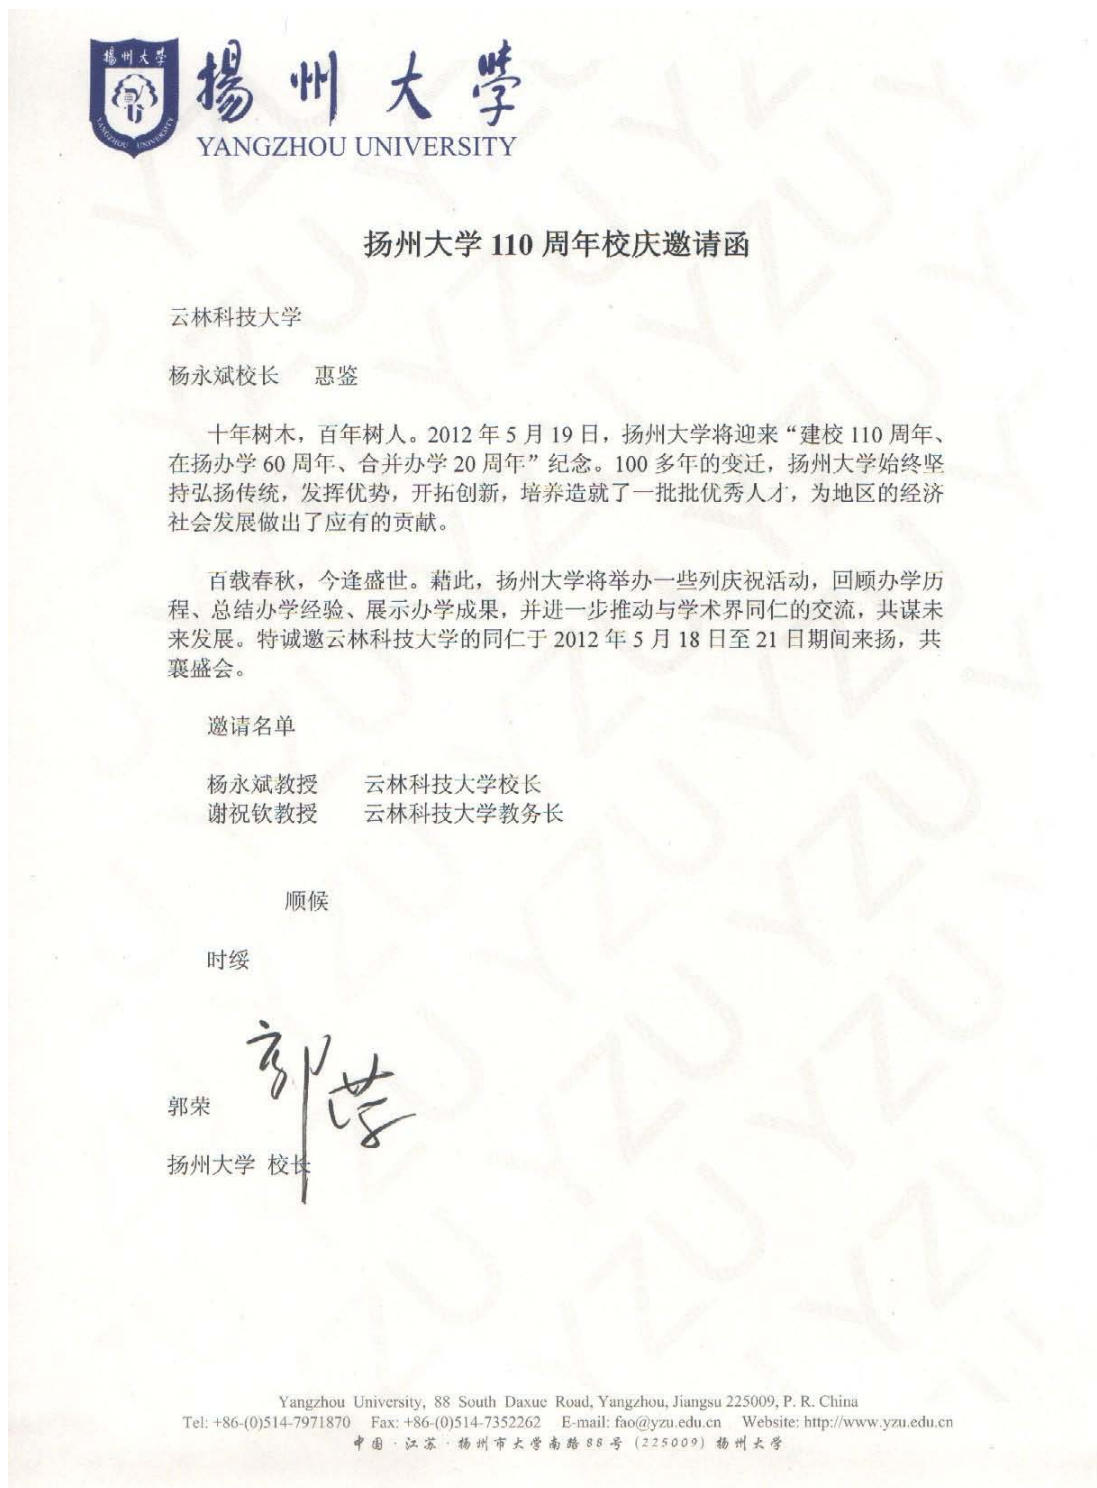 揚州大學
YANGZHOU UNIVERSITY
揚州大學
YANGZHOU UNIVERSITY
扬州大学 110 周年校庆邀请函
云林科技大学
杨永斌校长 惠鉴
十年树木，百年树人。2012 年 5 月 19 日，扬州大学将迎来“建校 110 周年、
在扬办学 60 周年、合并办学 20 周年”纪念。100 多年的变迁，扬州大学始终坚
持弘扬传统，发挥优势，开拓创新，培养造就了一批批优秀人才，为地区的经济
社会发展做出了应有的贡献。
百载春秋，今逢盛世。藉此，扬州大学将举办一些列庆祝活动，回顾办学历
程、总结办学经验、展示办学成果，并进一步推动与学术界同仁的交流，共谋未
来发展。特诚邀云林科技大学的同仁于 2012 年 5 月 18 日至 21 日期间来扬，共
襄盛会。
邀请名单
杨永斌教授 云林科技大学校长
谢祝钦教授 云林科技大学教务长
顺候
时绥
郭荣
郭荣
扬州大学 校长
Yangzhou University, 88 South Daxue Road, Yangzhou, Jiangsu 225009, P. R. China
Tel: +86-(0)514-7971870 Fax: +86-(0)514-7352262 E-mail: fao@yzu.edu.cn Website: http://www.yzu.edu.cn
中国·江苏·扬州市大学南路88号 (225009) 扬州大学